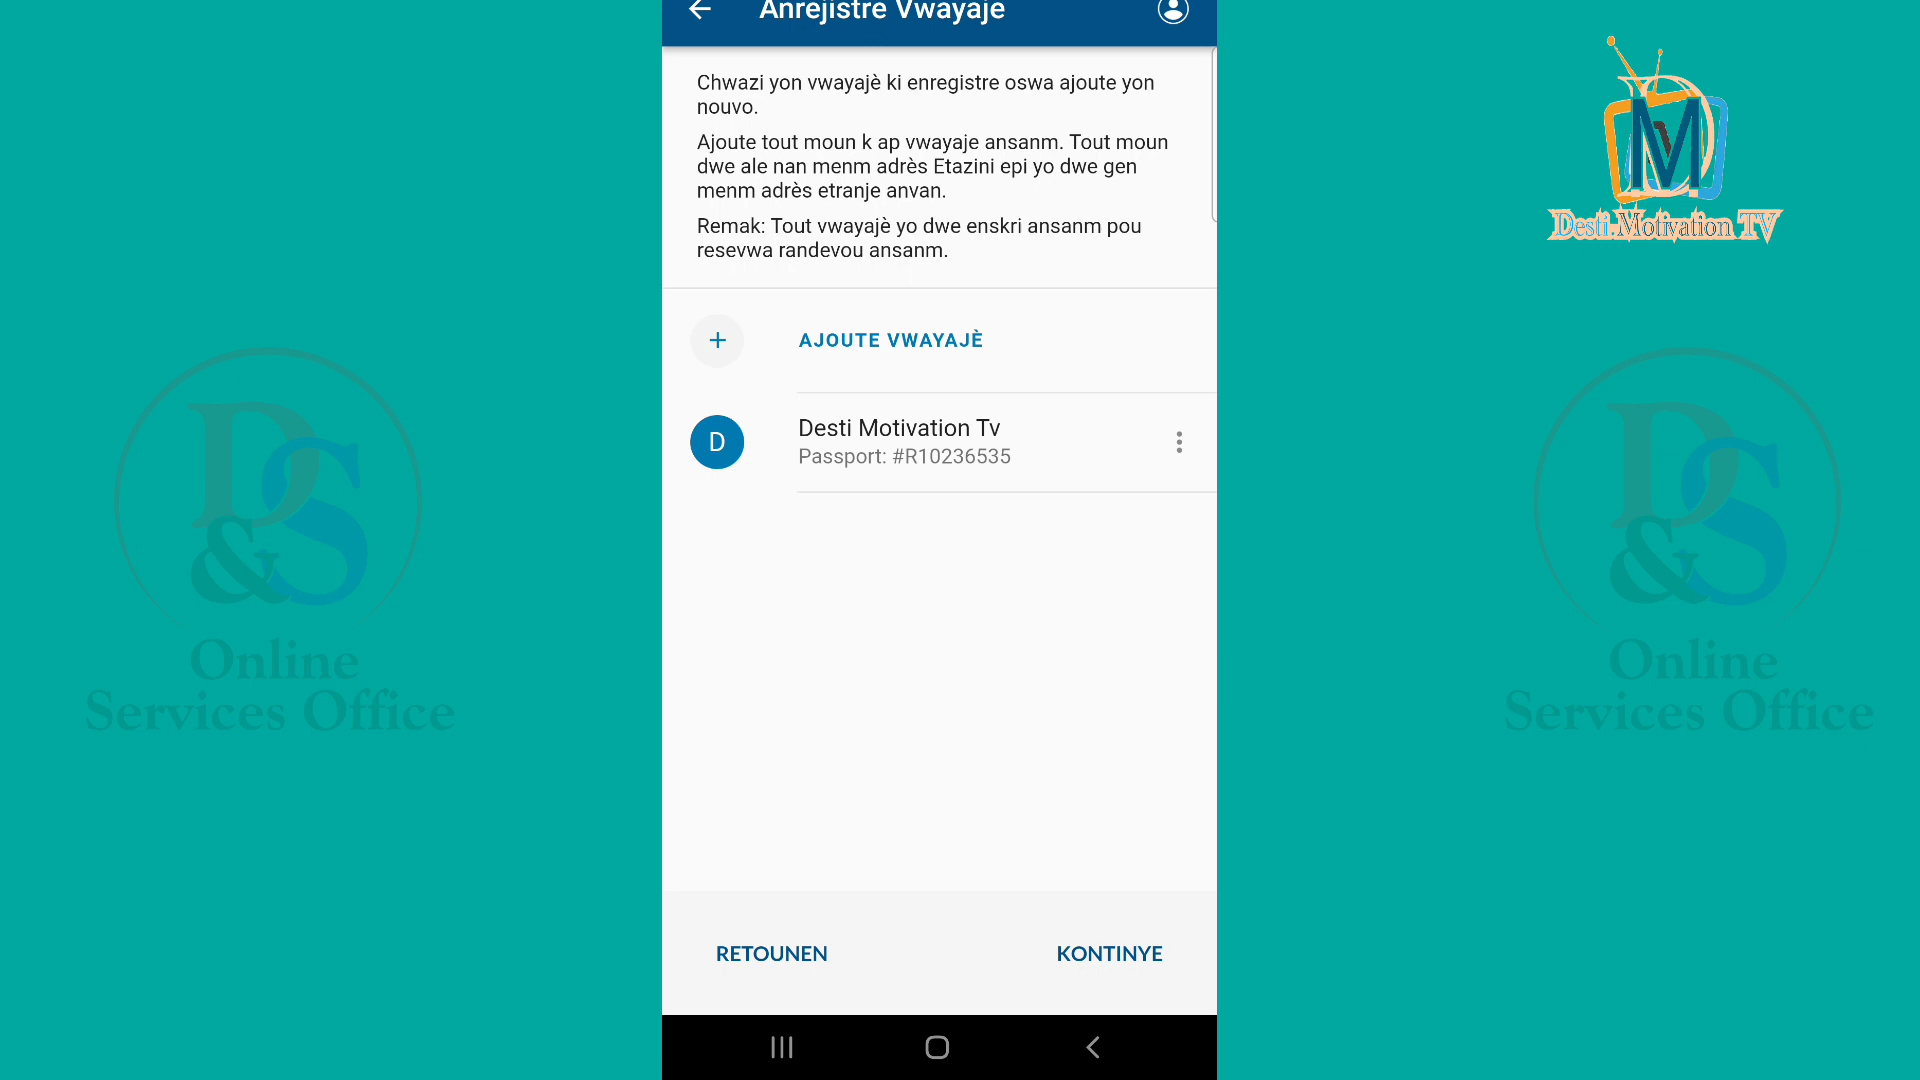 Anrejistre Vwayaje
Chwazi yon vwayajè ki enregistre oswa ajoute yon
nouvo.
Ajoute tout moun k ap vwayaje ansanm. Tout moun
dwe ale nan menm adrès Etazini epi yo dwe gen
menm adrès etranje anvan.
Remak: Tout vwayajè yo dwe enskri ansanm pou
resevwa randevou ansanm.
+ AJOUTE VWAYAJÈ
D
Desti Motivation Tv
Passport: #R10236535
RETOUNEN
KONTINYE
DMTV
Desti.Motivation TV
D&S
Online
Services Office
D&S
Online
Services Office